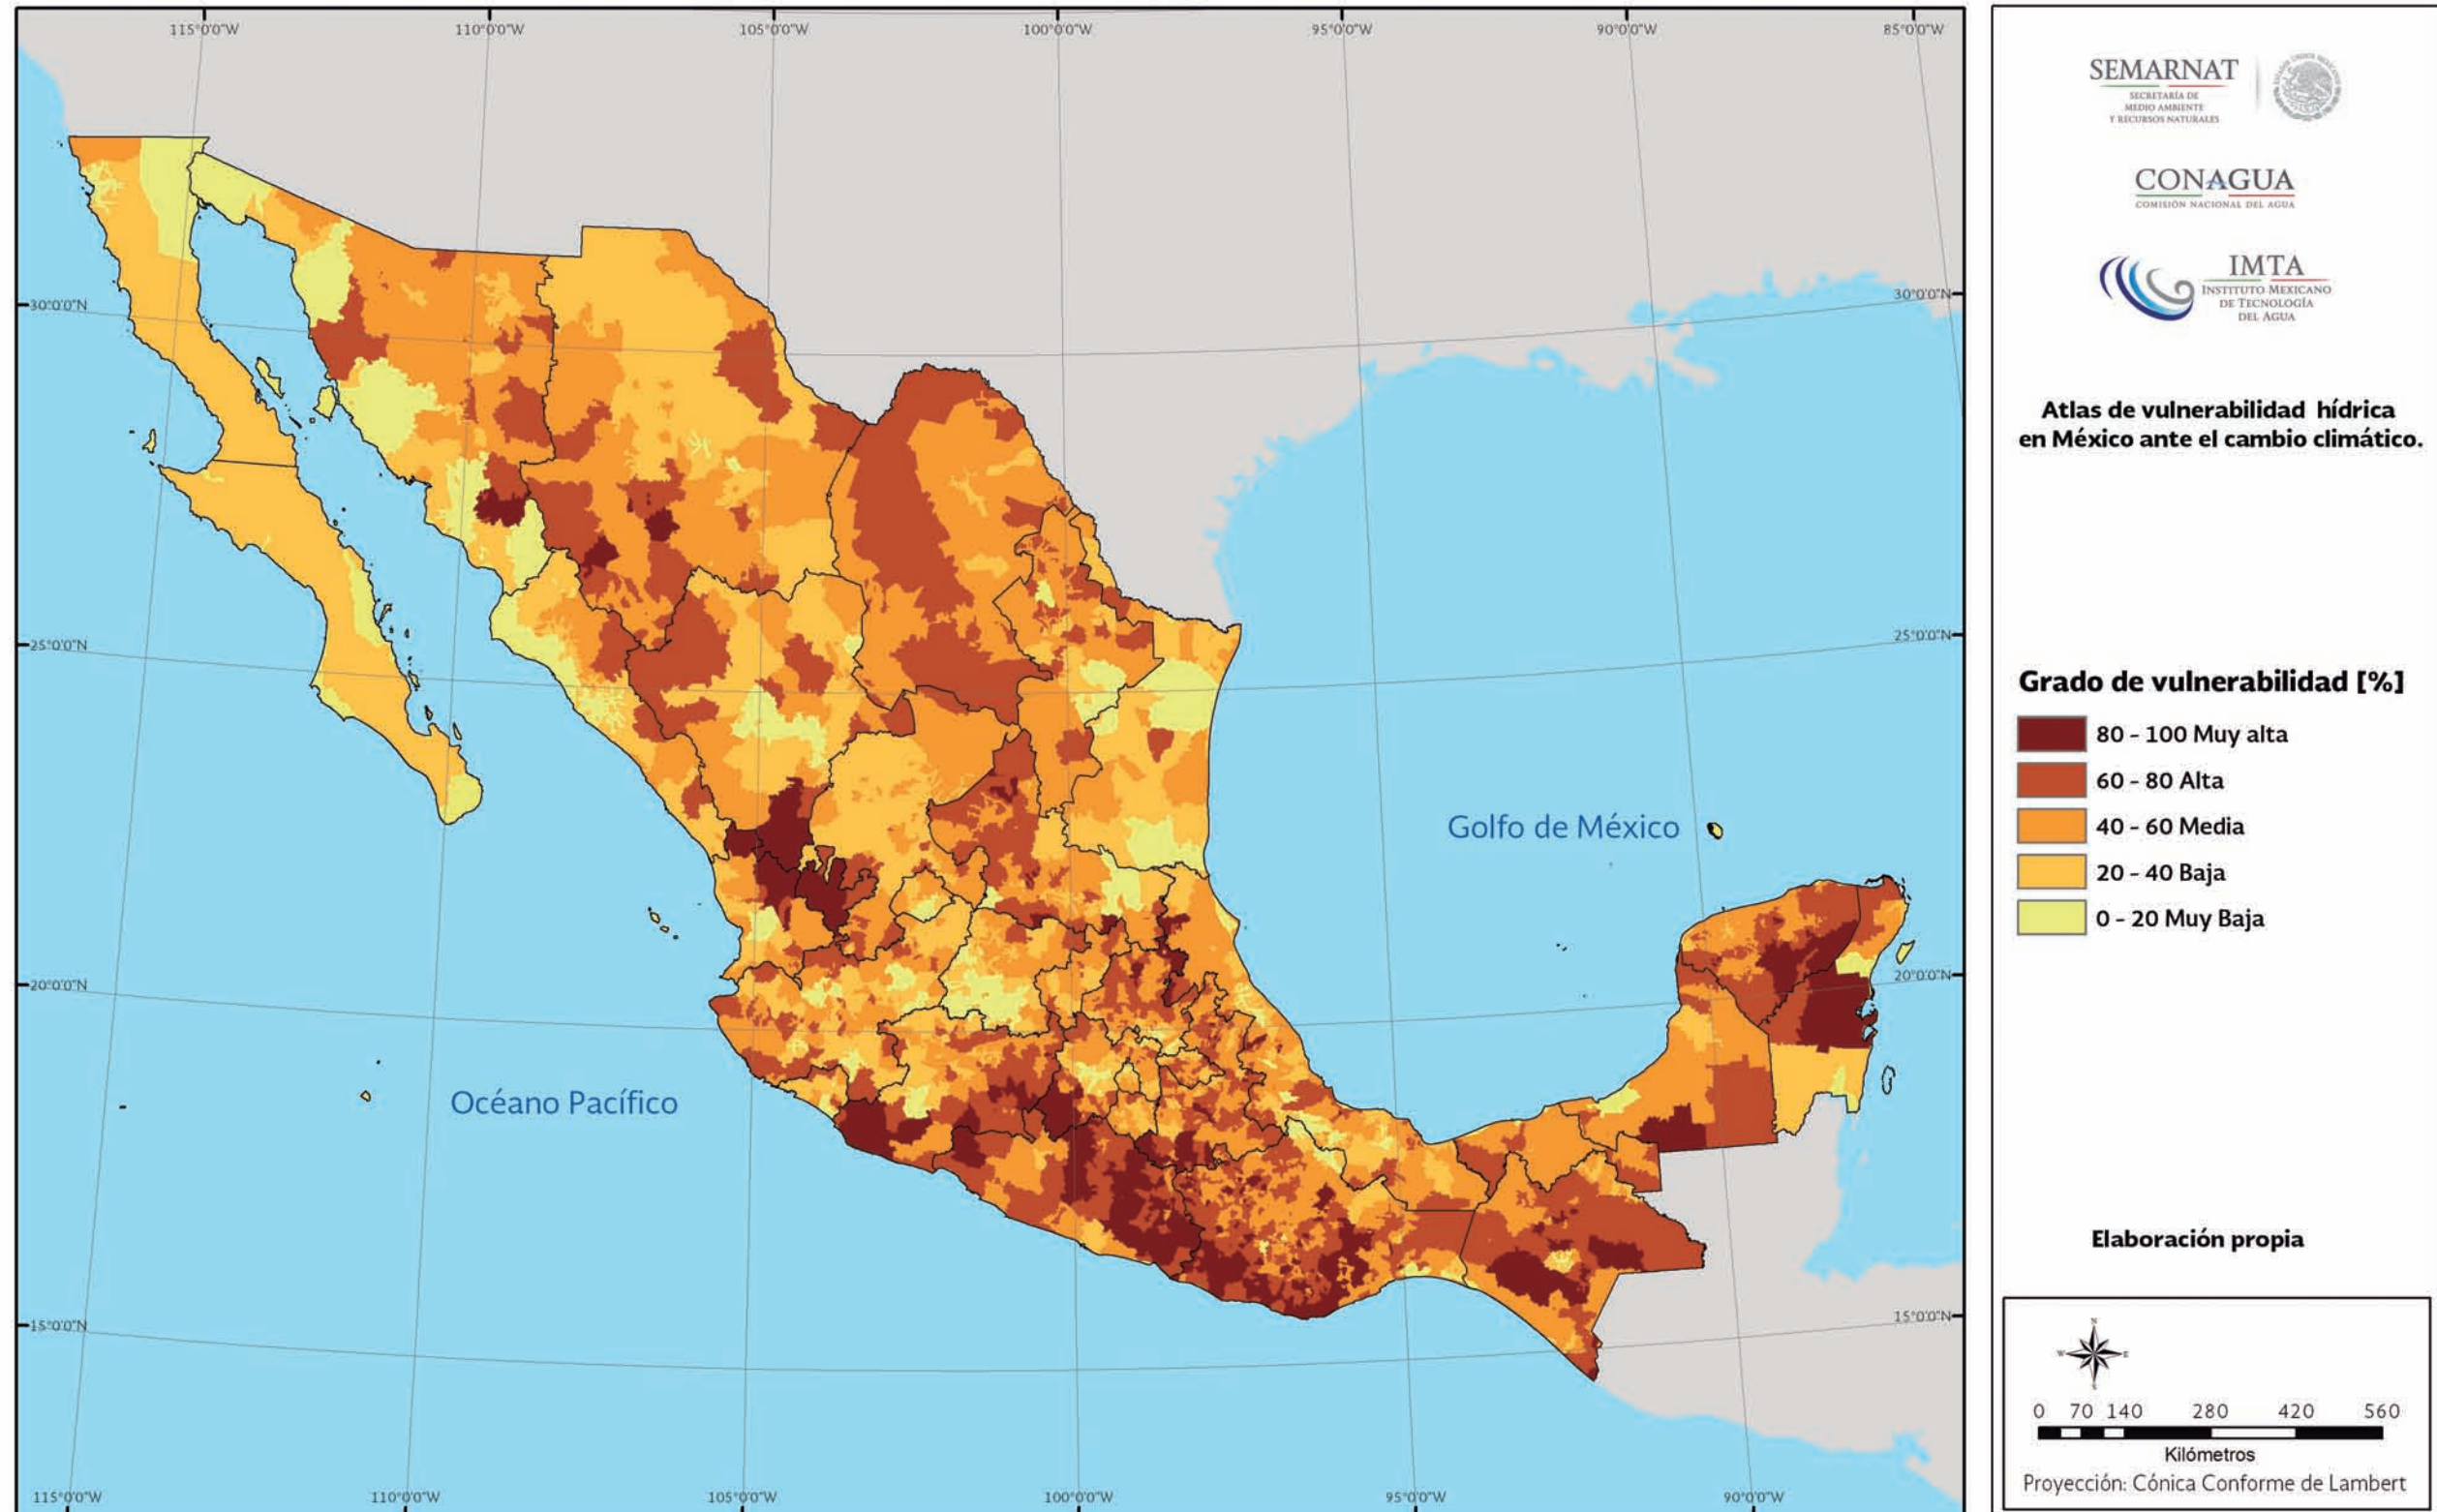 115°0'0"W
110°0'0"W
105°0'0"W
100°0'0"W
95°0'0"W
90°0'0"W
85°0'0"W
30°0'0"N
30°0'0"N
25°0'0"N
25°0'0"N
20°0'0"N
20°0'0"N
15°0'0"N
15°0'0"N
Golfo de México
Océano Pacífico
115°0'0"W
110°0'0"W
105°0'0"W
100°0'0"W
95°0'0"W
90°0'0"W
SEMARNAT
SECRETARÍA DE
MEDIO AMBIENTE
Y RECURSOS NATURALES
CONAGUA
COMISIÓN NACIONAL DEL AGUA
IMTA
INSTITUTO MEXICANO
DE TECNOLOGÍA
DEL AGUA
Atlas de vulnerabilidad hídrica
en México ante el cambio climático.
Grado de vulnerabilidad [%]
80 - 100 Muy alta
60 - 80 Alta
40 - 60 Media
20 - 40 Baja
0 - 20 Muy Baja
Elaboración propia
N
W E
S
0 70 140 280 420 560
Kilómetros
Proyección: Cónica Conforme de Lambert